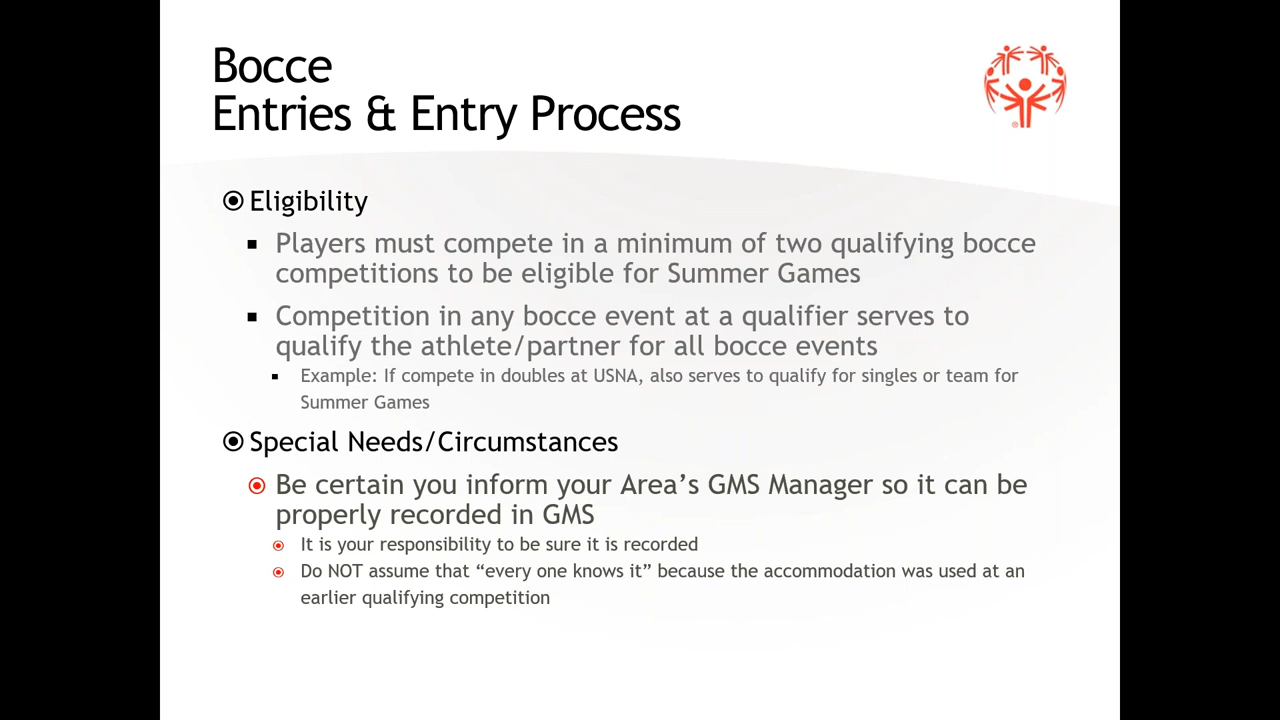 Bocce
Entries & Entry Process
®
Eligibility
Players must compete in a minimum of two qualifying bocce
competitions to be eligible for Summer Games
Competition in any bocce event at a qualifier serves to
qualify the athlete/partner for all bocce events
Example: If compete in doubles at USNA, also serves to qualify for singles or team for
Summer Games
Special Needs/Circumstances
Be certain you inform your Area’s GMS Manager so it can be
properly recorded in GMS
It is your responsibility to be sure it is recorded
Do NOT assume that “every one knows it” because the accommodation was used at an
earlier qualifying competition